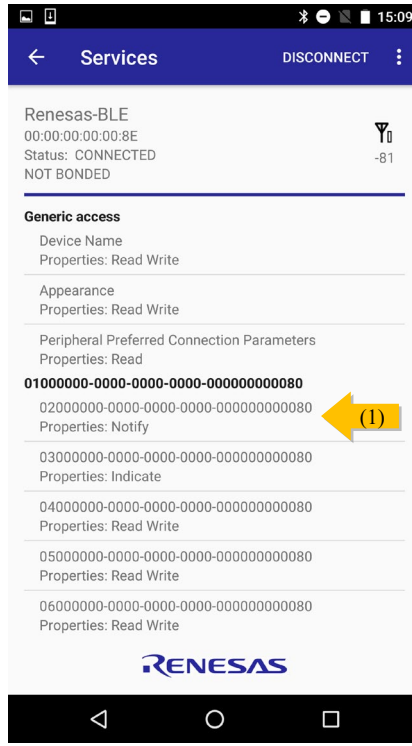 15:09
Services
DISCONNECT
Renesas-BLE
00:00:00:00:00:8E
Status: CONNECTED
NOT BONDED
-81
Generic access
Device Name
Properties: Read Write
Appearance
Properties: Read Write
Peripheral Preferred Connection Parameters
Properties: Read
01000000-0000-0000-0000-000000000080
02000000-0000-0000-0000-000000000080
Properties: Notify
(1)
03000000-0000-0000-0000-000000000080
Properties: Indicate
04000000-0000-0000-0000-000000000080
Properties: Read Write
05000000-0000-0000-0000-000000000080
Properties: Read Write
06000000-0000-0000-0000-000000000080
Properties: Read Write
RENESAS